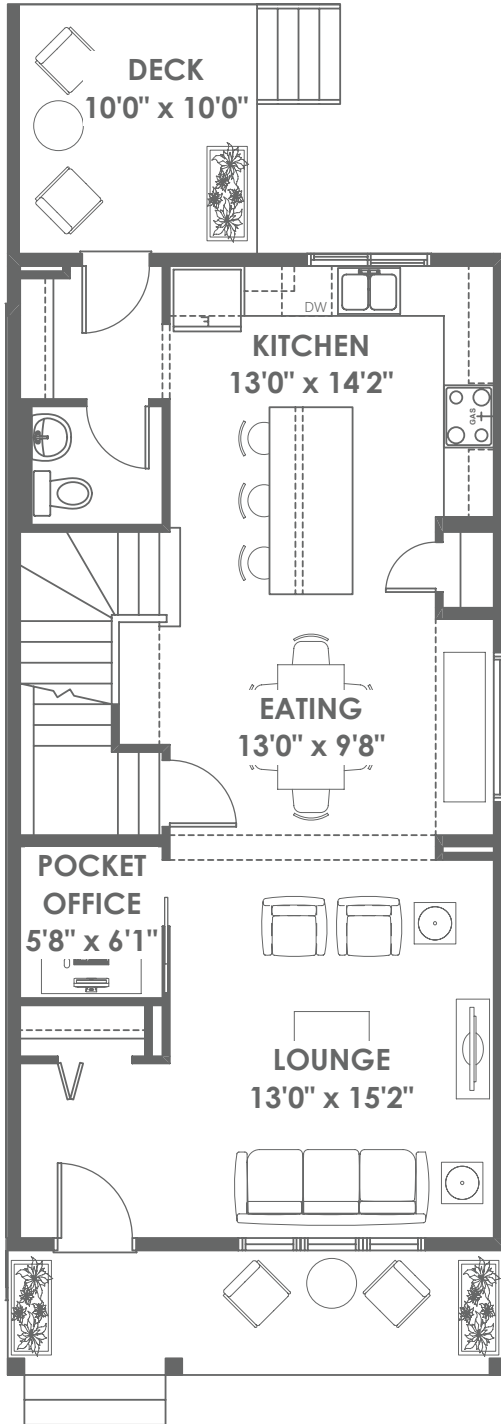 DECK
10'0" x 10'0"
DW
KITCHEN
13'0" x 14'2"
GAS
EATING
13'0" x 9'8"
POCKET
OFFICE
5'8" x 6'1"
LOUNGE
13'0" x 15'2"